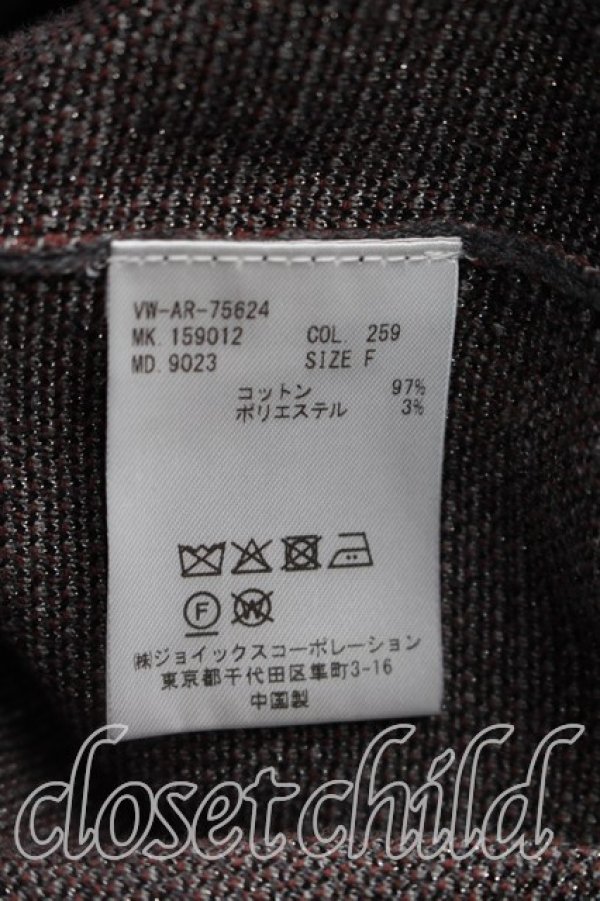 VW-AR-75624
MK. 159012 COL. 259
MD. 9023 SIZE F
コットン 97%
ポリエステル 3%
F W
㈱ジョイックスコーポレーション
東京都千代田区隼町3-16
中国製
closet child